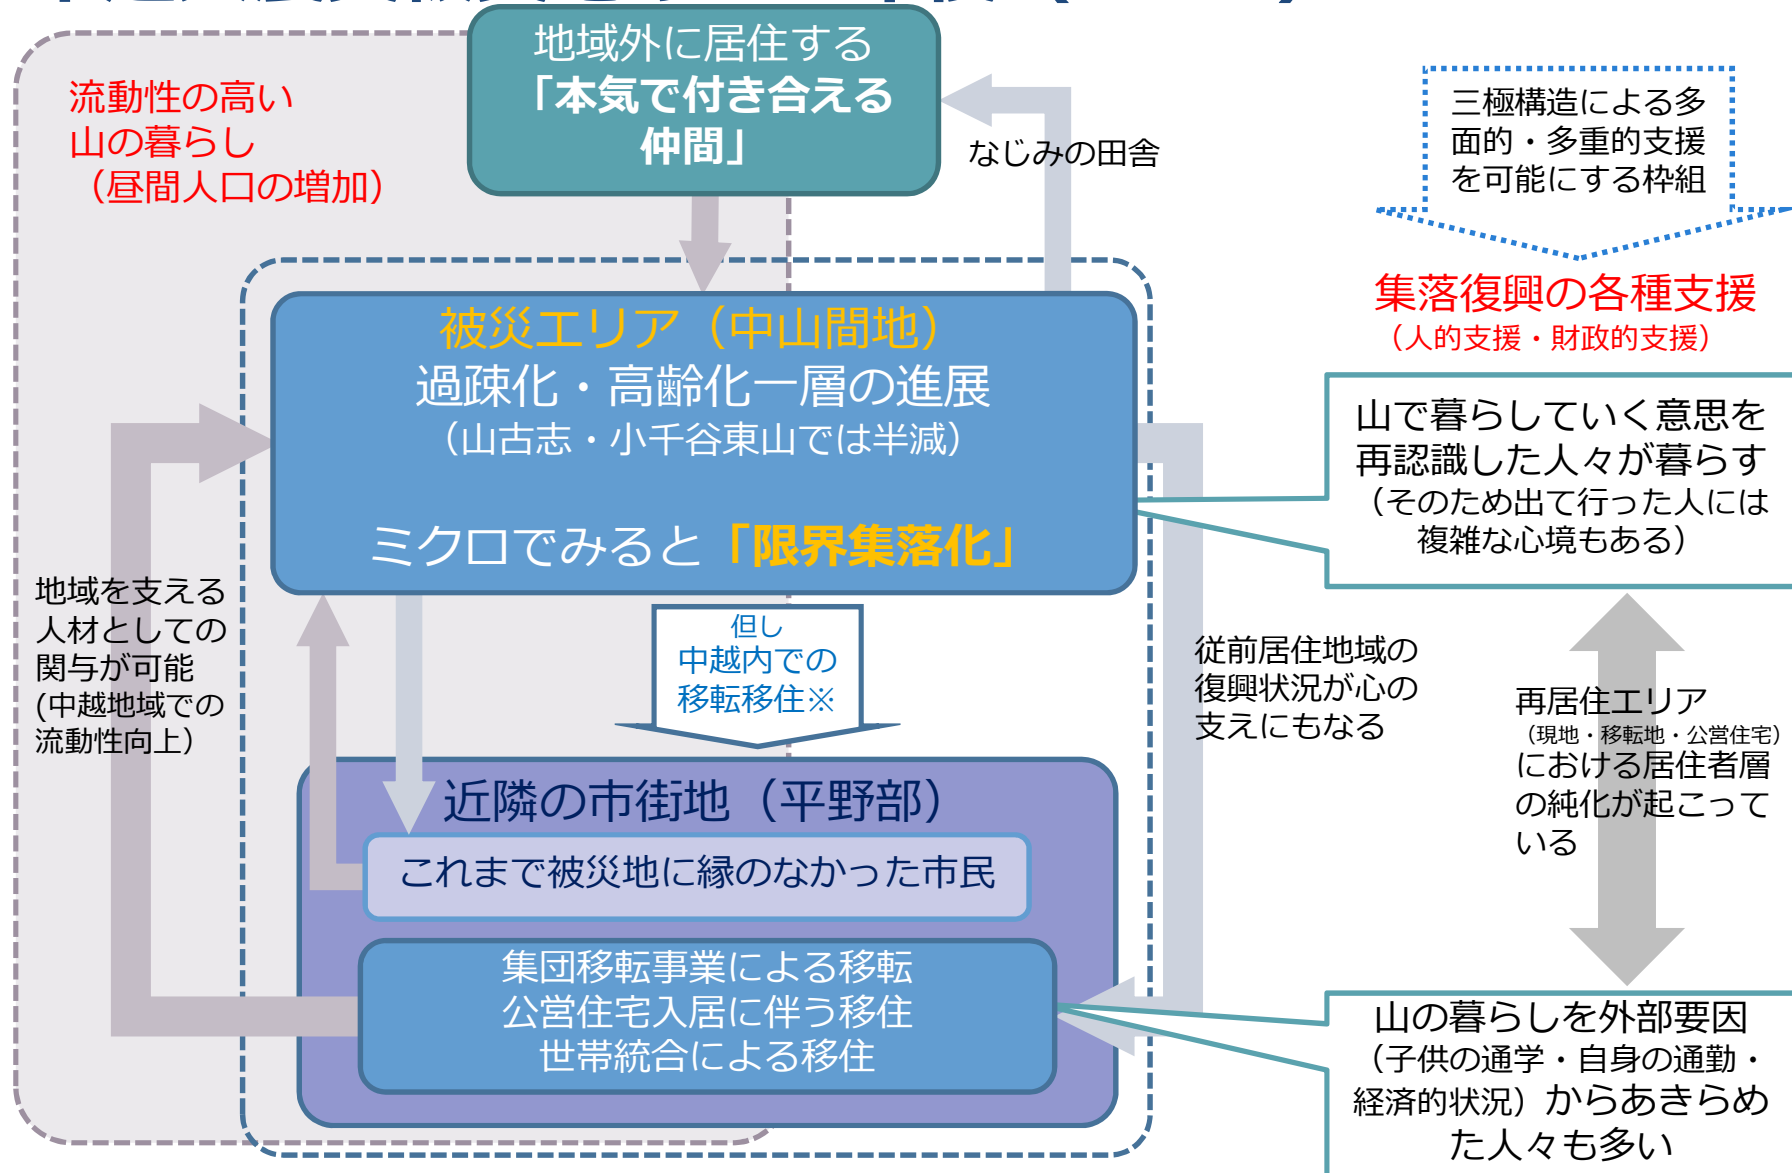 地域外に居住する
「本気で付き合える
仲間」
流動性の高い
山の暮らし
（昼間人口の増加）
なじみの田舎
三極構造による多
面的・多重的支援
を可能にする枠組
集落復興の各種支援
（人的支援・財政的支援）
被災エリア（中山間地）
過疎化・高齢化一層の進展
（山古志・小千谷東山では半減）
ミクロでみると「限界集落化」
山で暮らしていく意思を
再認識した人々が暮らす
（そのため出て行った人には
複雑な心境もある）
地域を支える
人材としての
関与が可能
(中越地域での
流動性向上）
但し
中越内での
移転移住※
従前居住地域の
復興状況が心の
支えにもなる
再居住エリア
（現地・移転地・公営住宅）
における居住者層
の純化が起こって
いる
近隣の市街地（平野部）
これまで被災地に縁のなかった市民
集団移転事業による移転
公営住宅入居に伴う移住
世帯統合による移住
山の暮らしを外部要因
（子供の通学・自身の通勤・
経済的状況）からあきらめ
た人々も多い